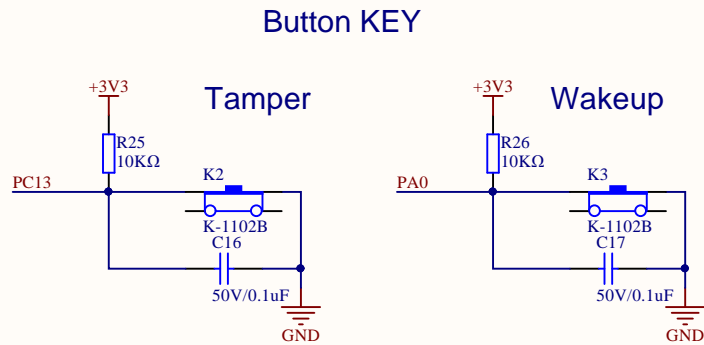 Button KEY
+3V3
Tamper
R25
10KΩ
PC13
K2
K-1102B
C16
50V/0.1uF
GND
+3V3
Wakeup
R26
10KΩ
PA0
K3
K-1102B
C17
50V/0.1uF
GND